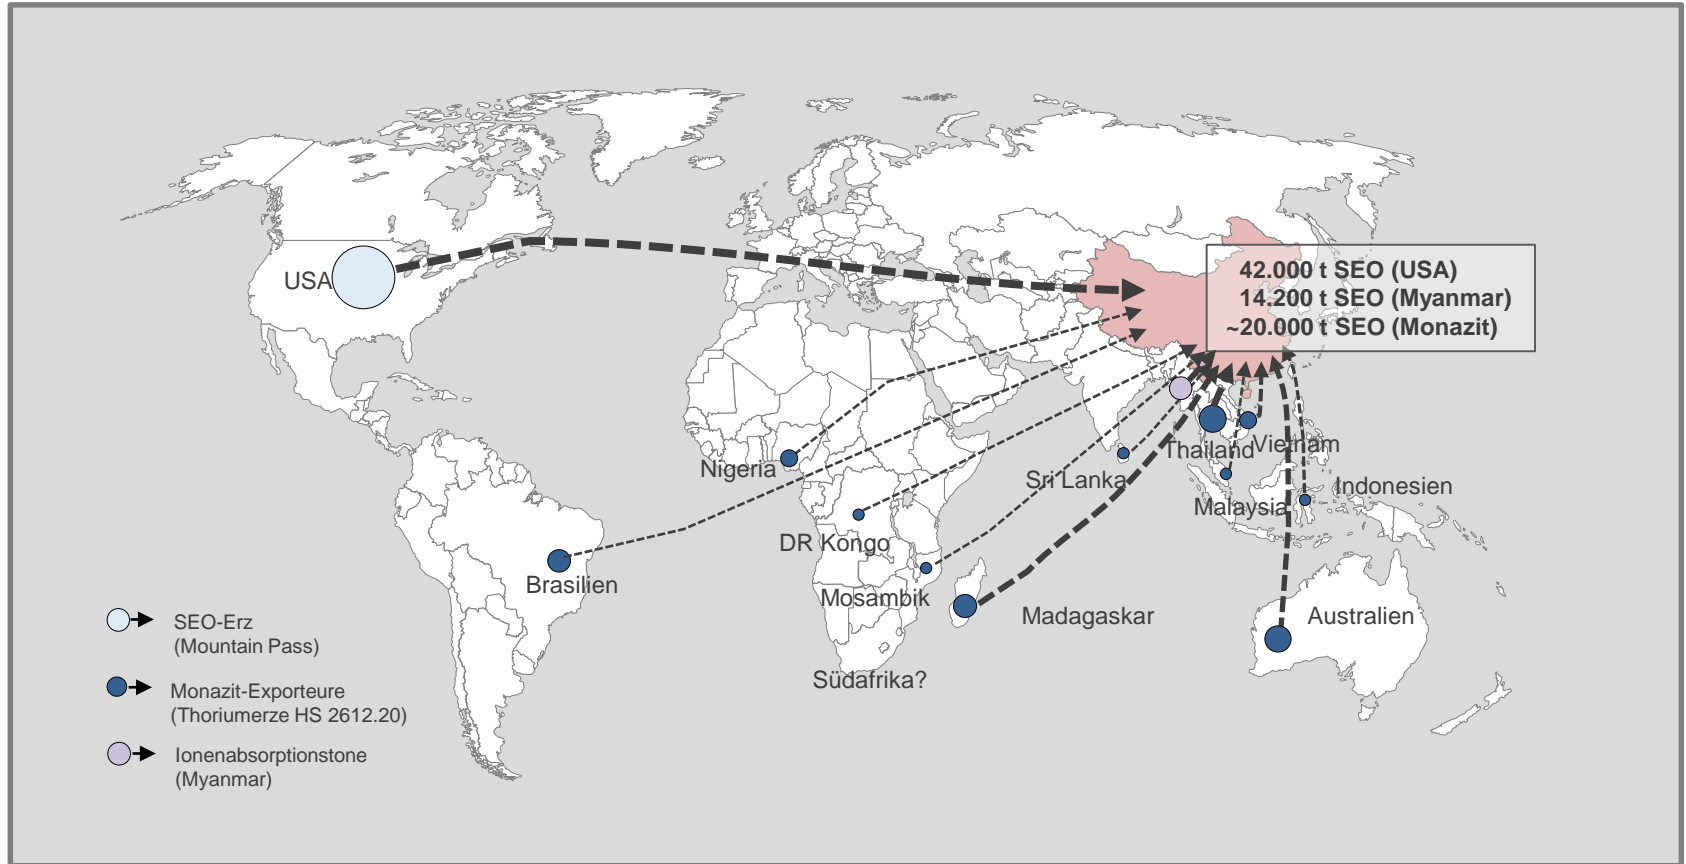 42.000 t SEO (USA)
14.200 t SEO (Myanmar)
~20.000 t SEO (Monazit)
USA
Nigeria
Sri Lanka
Thailand
Vietnam
Malaysia
Indonesien
DR Kongo
Brasilien
Mosambik
Madagaskar
Australien
Südafrika?
SEO-Erz
(Mountain Pass)
Monazit-Exporteure
(Thoriumerze HS 2612.20)
Ionenabsorptionstone
(Myanmar)